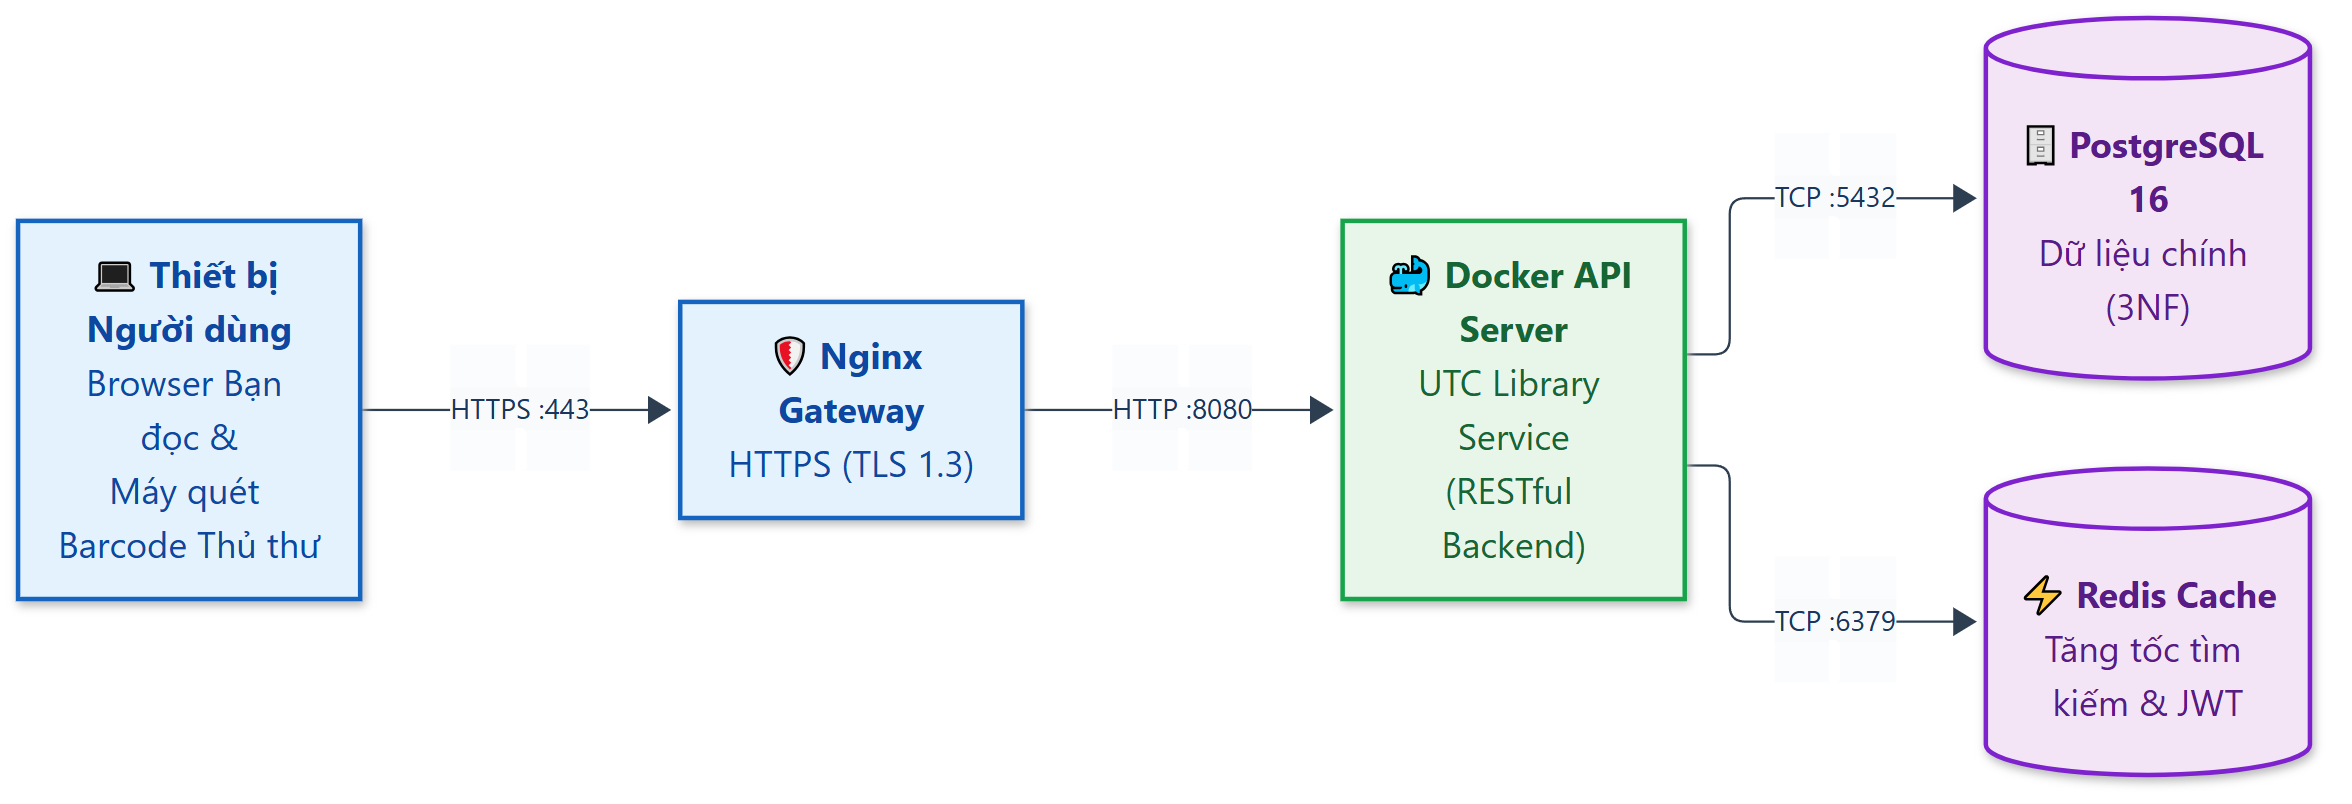 Thiết bị
Người dùng
Browser Bạn
đọc &
Máy quét
Barcode Thủ thư
HTTPS :443
Nginx
Gateway
HTTPS (TLS 1.3)
HTTP :8080
Docker API
Server
UTC Library
Service
(RESTful
Backend)
TCP :5432
PostgreSQL
16
Dữ liệu chính
(3NF)
TCP :6379
Redis Cache
Tăng tốc tìm
kiếm & JWT